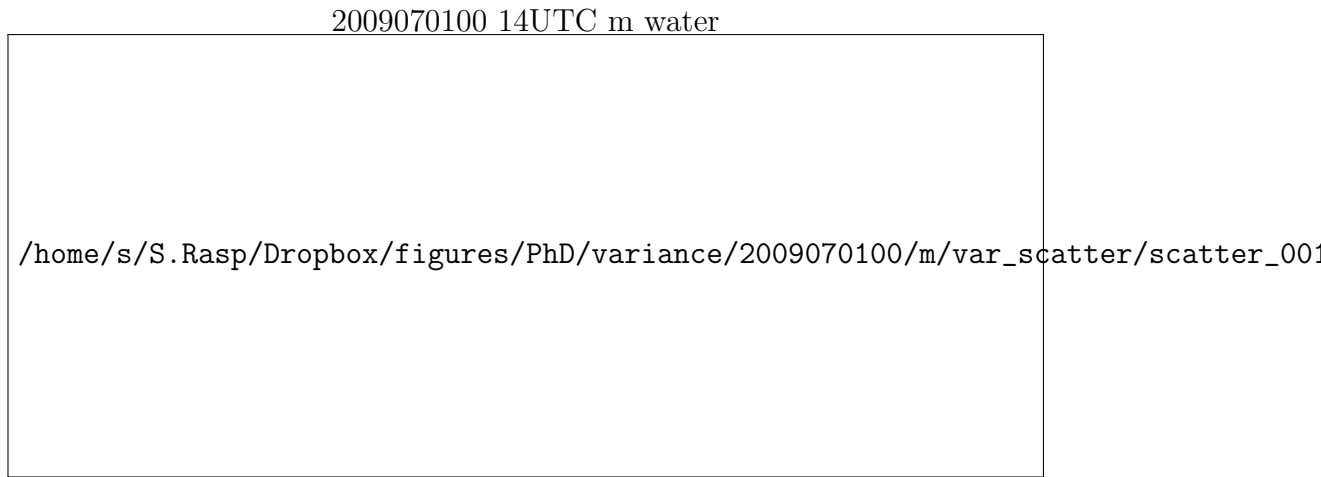 2009070100 14UTC m water
/home/s/S.Rasp/Dropbox/figures/PhD/variance/2009070100/m/var_scatter/scatter_001